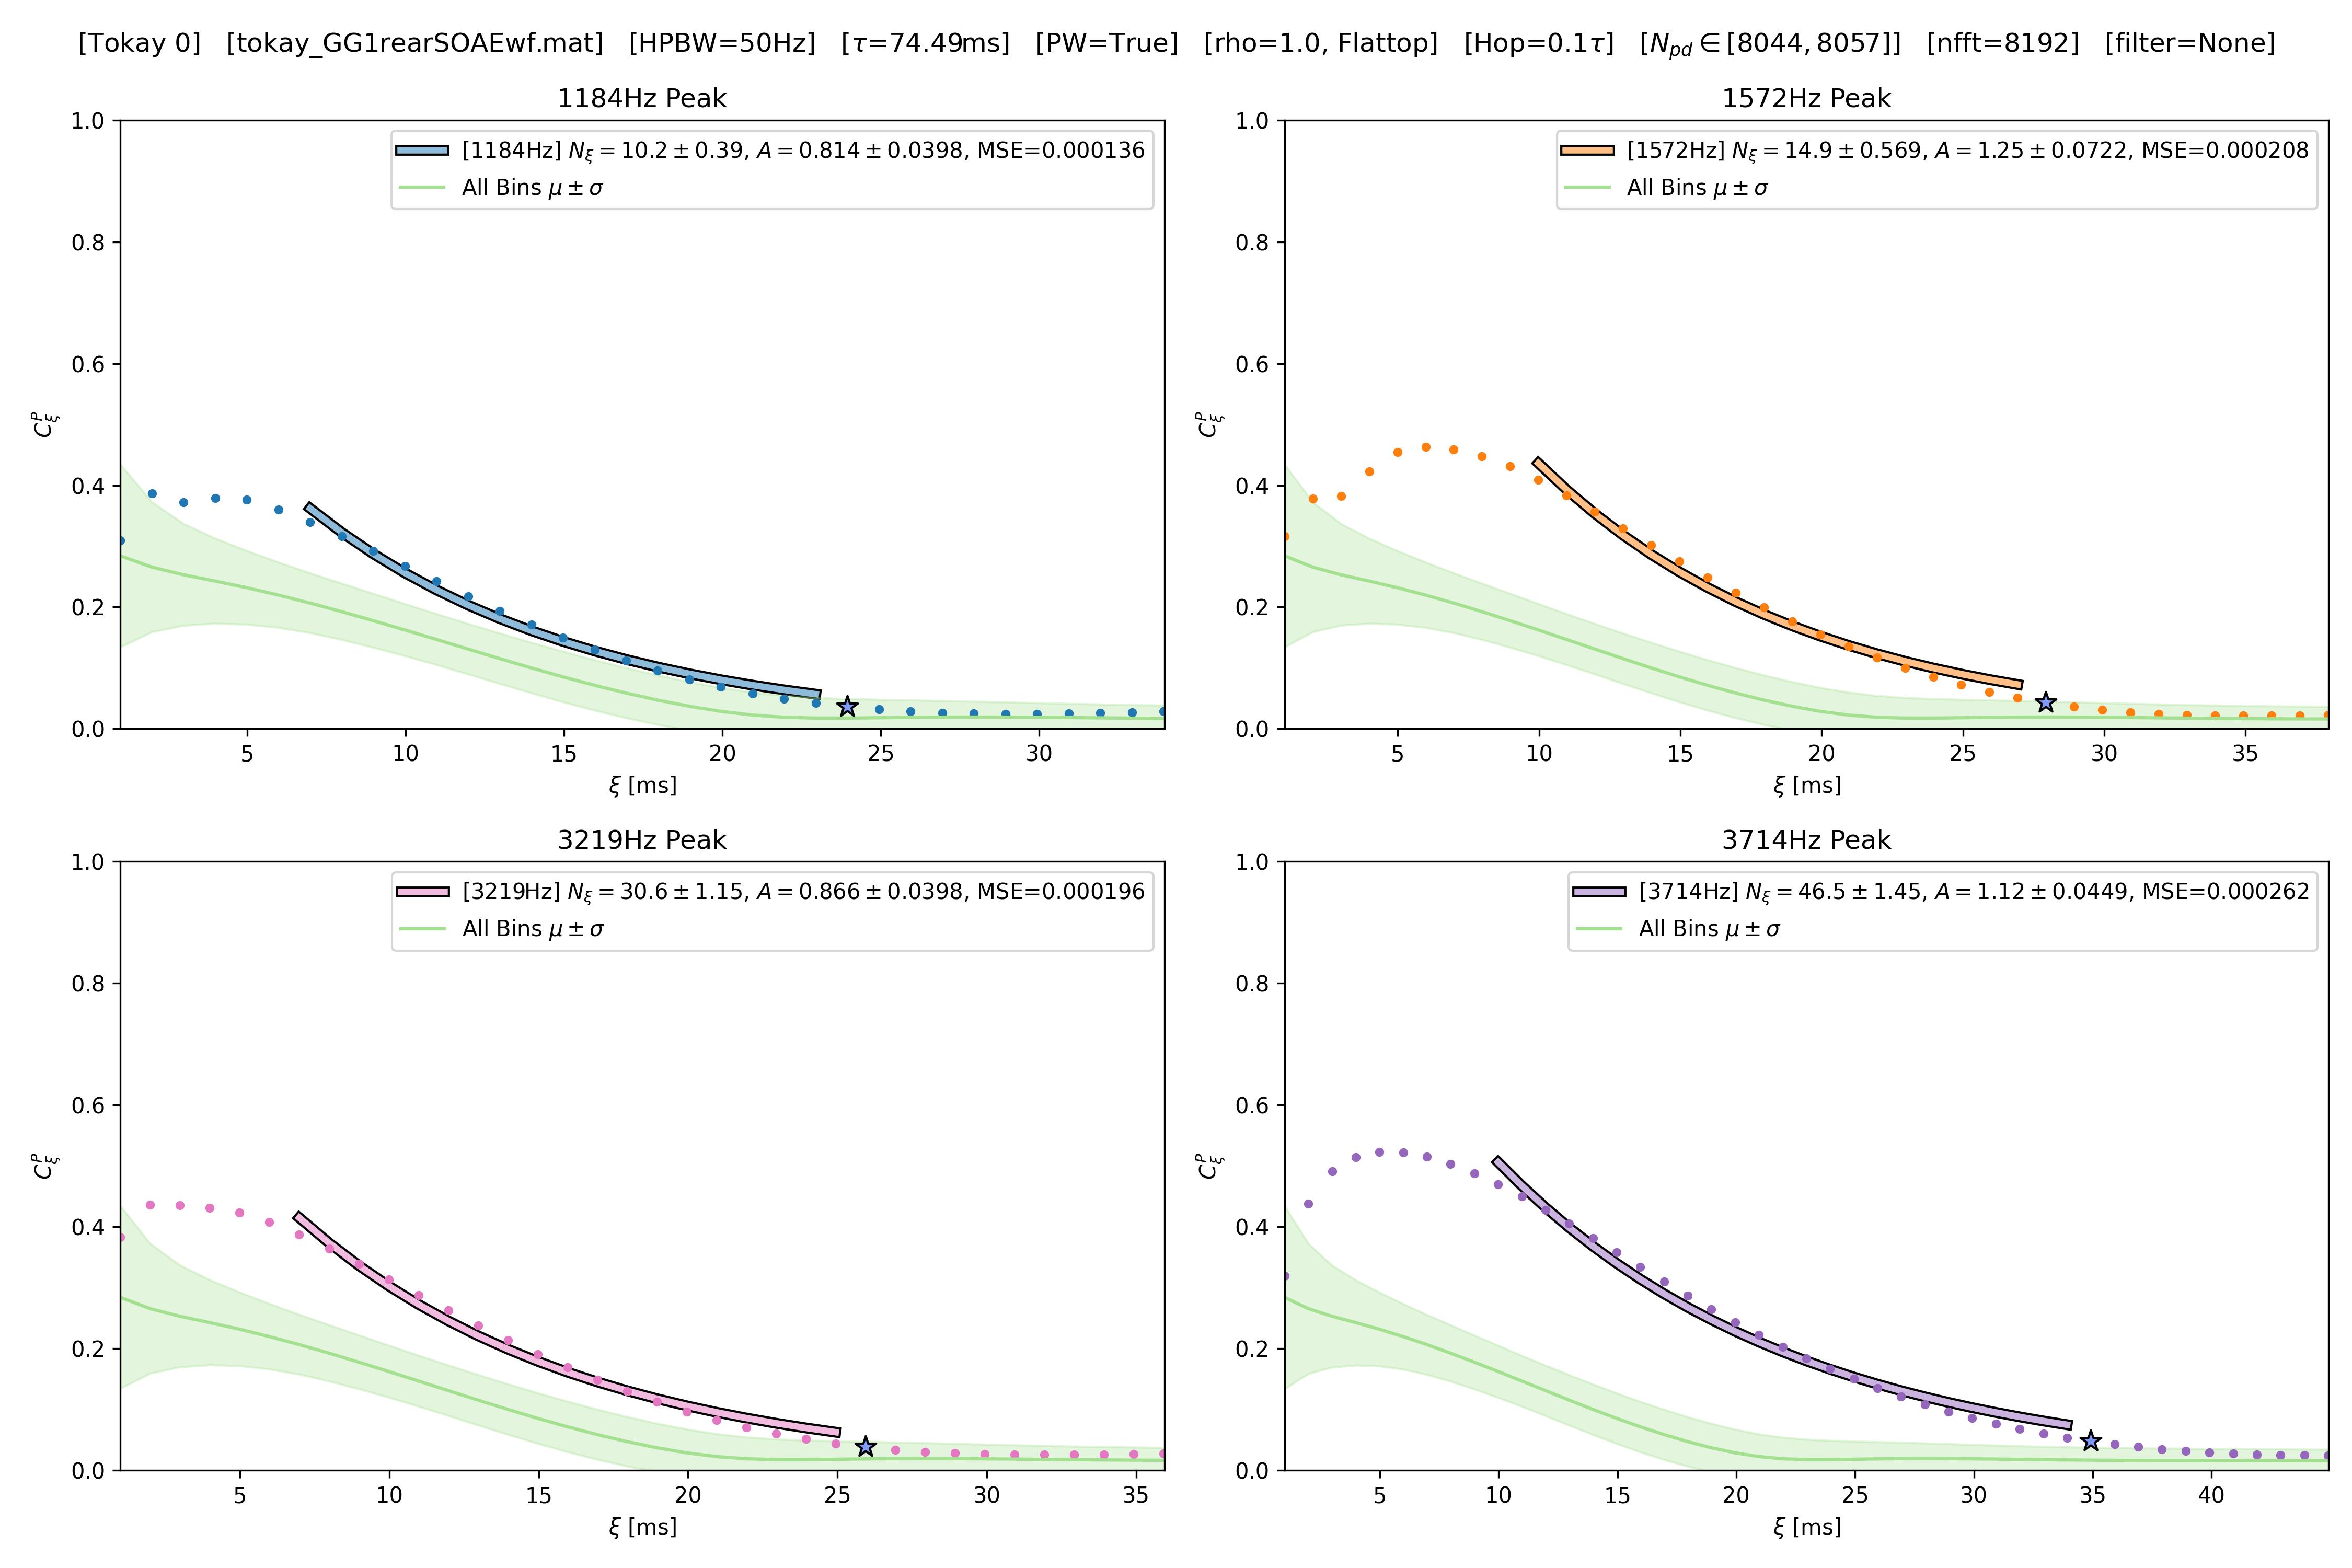 [Tokay 0] [tokay_GG1rearSOAEwf.mat] [HPBW=50Hz] [τ=74.49ms] [PW=True] [rho=1.0, Flattop] [Hop=0.1τ] [N_pd ∈ [8044, 8057]] [nfft=8192] [filter=None]
1184Hz Peak
[1184Hz] N_ξ = 10.2 ± 0.39, A = 0.814 ± 0.0398, MSE=0.000136
All Bins μ ± σ
1.0
0.8
0.6
0.4
0.2
0.0
C_ξ^P
5 10 15 20 25 30
ξ [ms]
1572Hz Peak
[1572Hz] N_ξ = 14.9 ± 0.569, A = 1.25 ± 0.0722, MSE=0.000208
All Bins μ ± σ
1.0
0.8
0.6
0.4
0.2
0.0
C_ξ^P
5 10 15 20 25 30 35
ξ [ms]
3219Hz Peak
[3219Hz] N_ξ = 30.6 ± 1.15, A = 0.866 ± 0.0398, MSE=0.000196
All Bins μ ± σ
1.0
0.8
0.6
0.4
0.2
0.0
C_ξ^P
5 10 15 20 25 30 35
ξ [ms]
3714Hz Peak
[3714Hz] N_ξ = 46.5 ± 1.45, A = 1.12 ± 0.0449, MSE=0.000262
All Bins μ ± σ
1.0
0.8
0.6
0.4
0.2
0.0
C_ξ^P
5 10 15 20 25 30 35 40
ξ [ms]